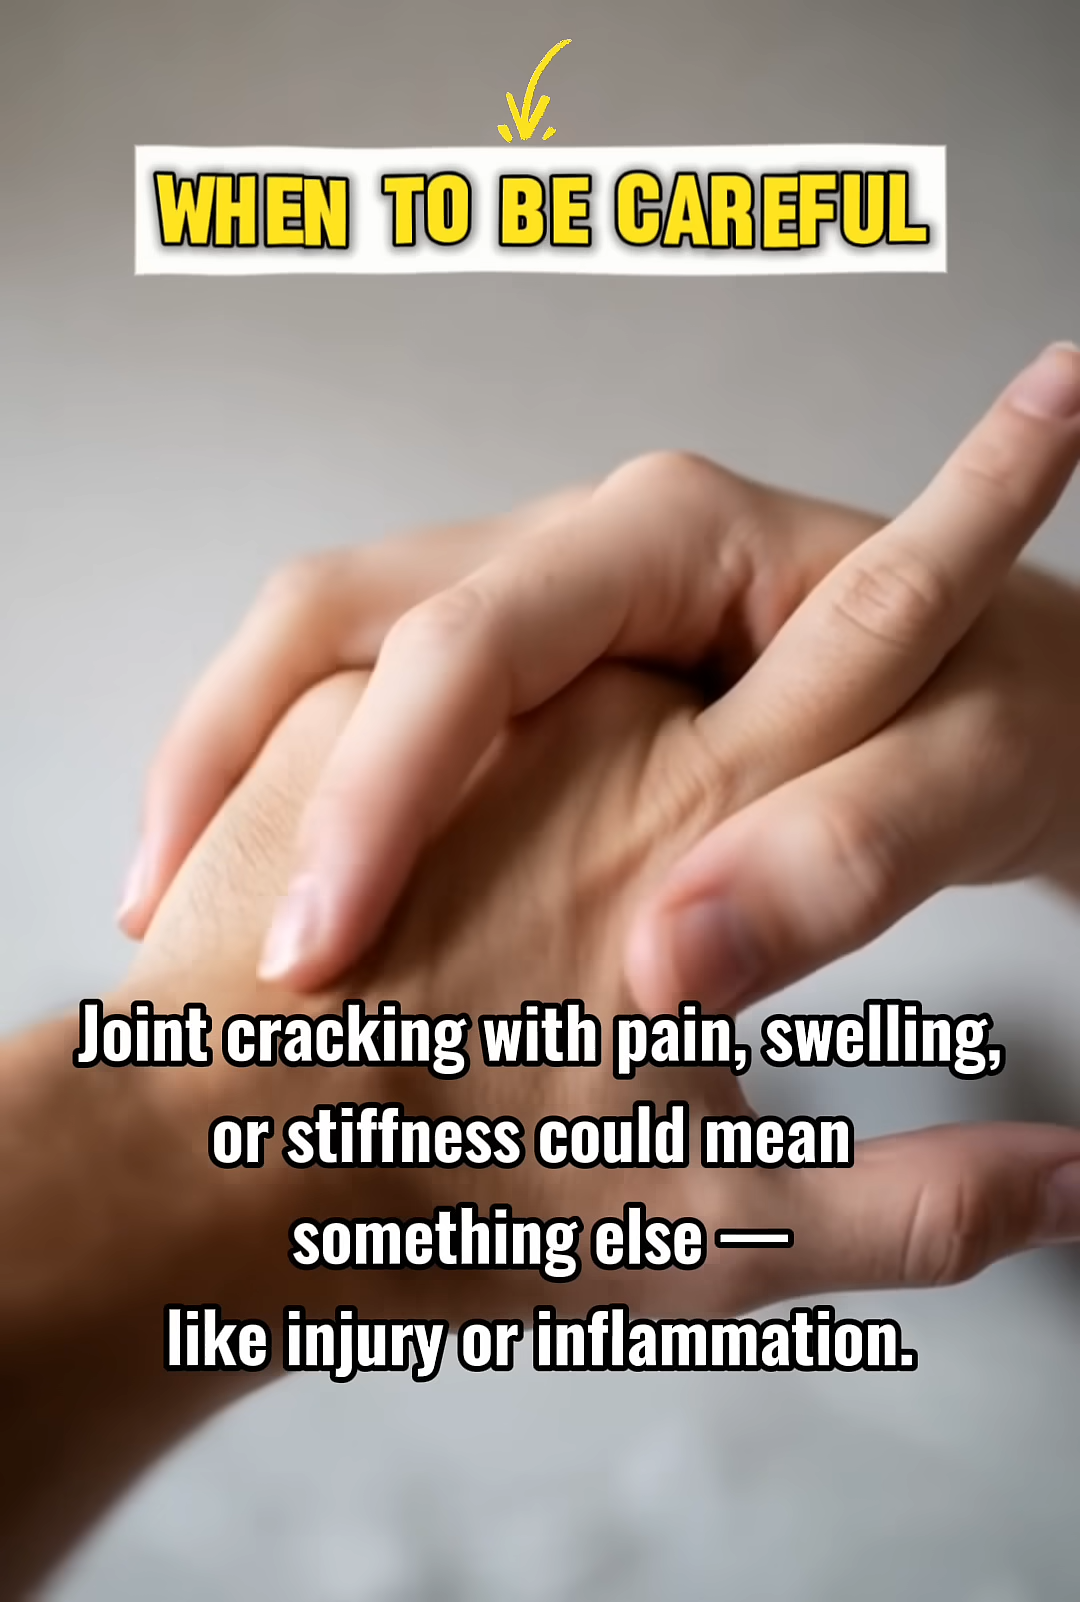 WHEN TO BE CAREFUL
Joint cracking with pain, swelling,
or stiffness could mean
something else —
like injury or inflammation.